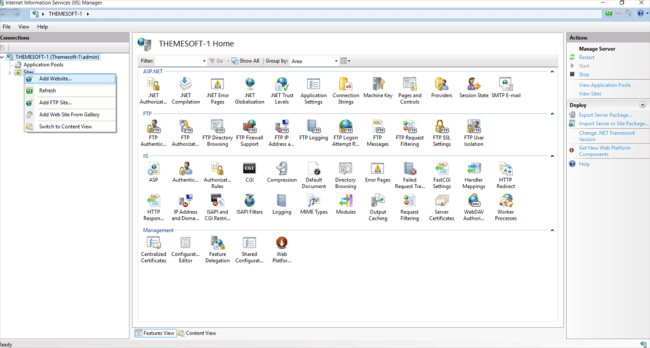 Internet Information Services (IIS) Manager
THEMESOFT-1
File View Help
Connections
THEMESOFT-1 (Themesoft-1\admin)
Application Pools
Sites
Add Website...
Refresh
Add FTP Site...
Add Web Site From Gallery
Switch to Content View
THEMESOFT-1 Home
Filter: Go Show All Group by: Area
ASP.NET
.NET Authorizat... .NET Compilation .NET Error Pages .NET Globalization .NET Trust Levels Application Settings Connection Strings Machine Key Pages and Controls Providers Session State SMTP E-mail
FTP
FTP Authentic... FTP Authorizat... FTP Directory Browsing FTP Firewall Support FTP IP Address a... FTP Logging FTP Logon Attempt R... FTP Messages FTP Request Filtering FTP SSL Settings FTP User Isolation
IIS
ASP Authentic... Authorizat... Rules CGI Compression Default Document Directory Browsing Error Pages Failed Request Tra... FastCGI Settings Handler Mappings HTTP Redirect
HTTP Respon... IP Address and Doma... ISAPI and CGI Restri... ISAPI Filters Logging MIME Types Modules Output Caching Request Filtering Server Certificates WebDAV Authori... Worker Processes
Management
Centralized Certificates Configurat... Editor Feature Delegation Shared Configurat... Web Platfor...
Features View Content View
Actions
Manage Server
Restart
Start
Stop
View Application Pools
View Sites
Deploy
Export Server Package...
Import Server or Site Package...
Change .NET Framework Version
Get New Web Platform Components
Help
Ready